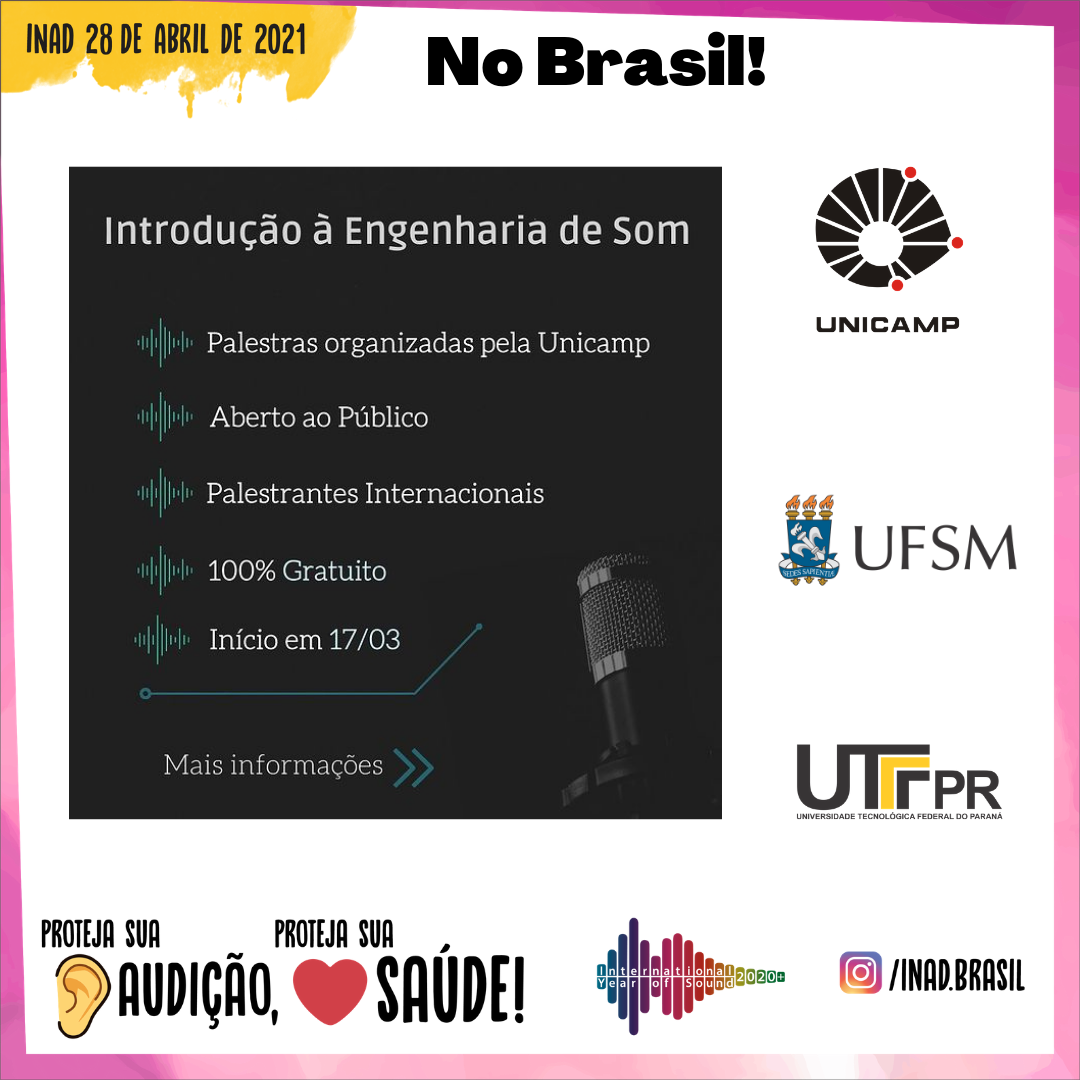 INAD 28 DE ABRIL DE 2021
No Brasil!
Introdução à Engenharia de Som
Palestras organizadas pela Unicamp
Aberto ao Público
Palestrantes Internacionais
100% Gratuito
Início em 17/03
Mais informações
UNICAMP
SEDES SAPIENTIÆ
UFSM
UTFPR
UNIVERSIDADE TECNOLÓGICA FEDERAL DO PARANÁ
PROTEJA SUA
AUDIÇÃO,
PROTEJA SUA
SAÚDE!
International
Year of Sound 2020+
/INAD.BRASIL